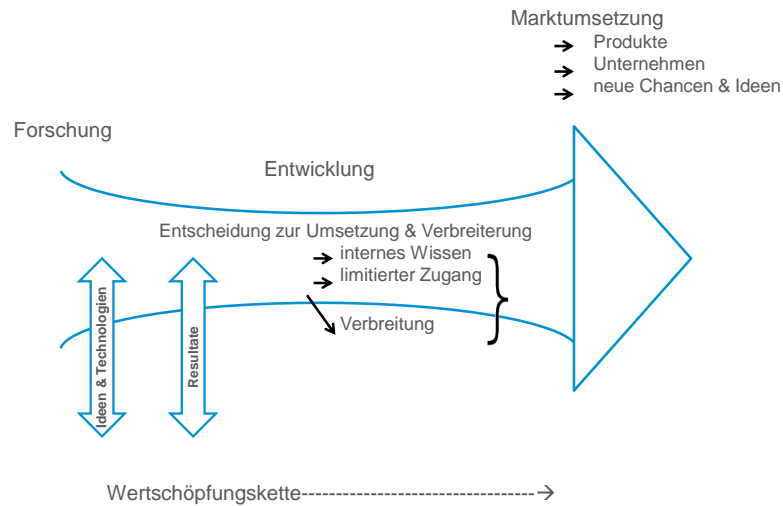 Marktumsetzung
Produkte
Unternehmen
neue Chancen & Ideen
Forschung
Entwicklung
Entscheidung zur Umsetzung & Verbreiterung
internes Wissen
limitierter Zugang
Verbreitung
Ideen & Technologien
Resultate
Wertschöpfungskette